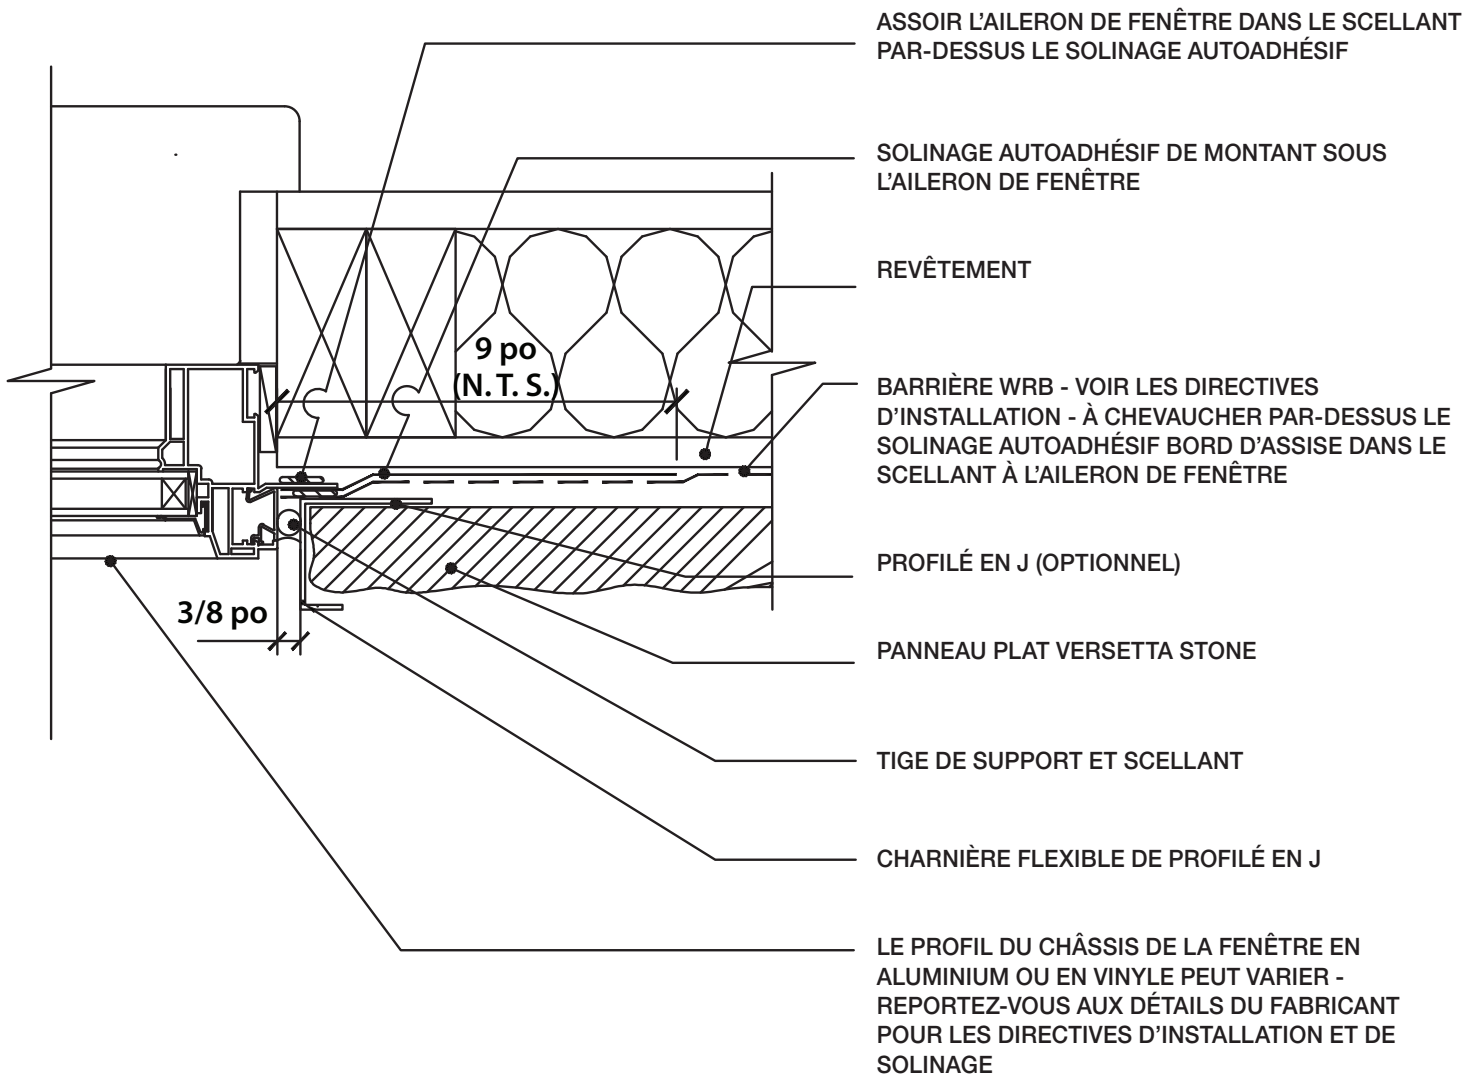 ASSOIR L'AILERON DE FENÊTRE DANS LE SCELLANT
PAR-DESSUS LE SOLINAGE AUTOADHÉSIF
SOLINAGE AUTOADHÉSIF DE MONTANT SOUS
L'AILERON DE FENÊTRE
REVÊTEMENT
9 po
(N. T. S.)
BARRIÈRE WRB - VOIR LES DIRECTIVES
D'INSTALLATION - À CHEVAUCHER PAR-DESSUS LE
SOLINAGE AUTOADHÉSIF BORD D'ASSISE DANS LE
SCELLANT À L'AILERON DE FENÊTRE
PROFILÉ EN J (OPTIONNEL)
3/8 po
PANNEAU PLAT VERSETTA STONE
TIGE DE SUPPORT ET SCELLANT
CHARNIÈRE FLEXIBLE DE PROFILÉ EN J
LE PROFIL DU CHÂSSIS DE LA FENÊTRE EN
ALUMINIUM OU EN VINYLE PEUT VARIER -
REPORTEZ-VOUS AUX DÉTAILS DU FABRICANT
POUR LES DIRECTIVES D'INSTALLATION ET DE
SOLINAGE